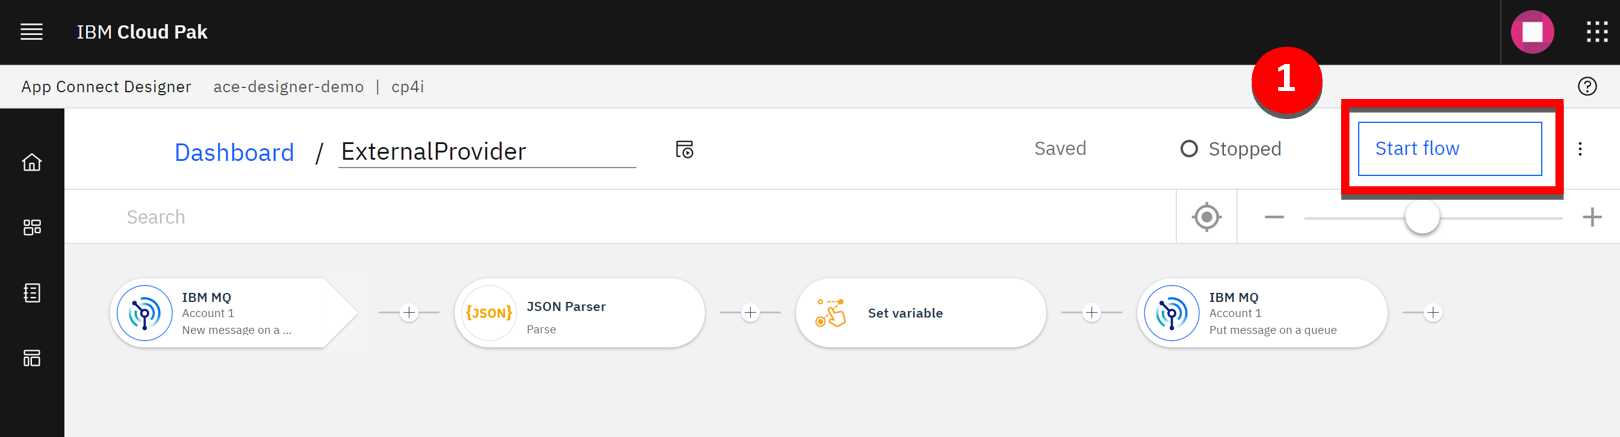 IBM Cloud Pak
1
App Connect Designer ace-designer-demo | cp4i
Dashboard / ExternalProvider Saved Stopped Start flow
Search
IBM MQ
Account 1
New message on a ...
{JSON}
JSON Parser
Parse
Set variable
IBM MQ
Account 1
Put message on a queue